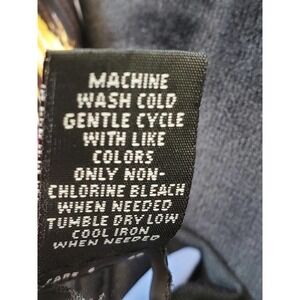 MACHINE
WASH COLD
GENTLE CYCLE
WITH LIKE
COLORS
ONLY NON-
CHLORINE BLEACH
WHEN NEEDED
TUMBLE DRY LOW
COOL IRON
WHEN NEEDED